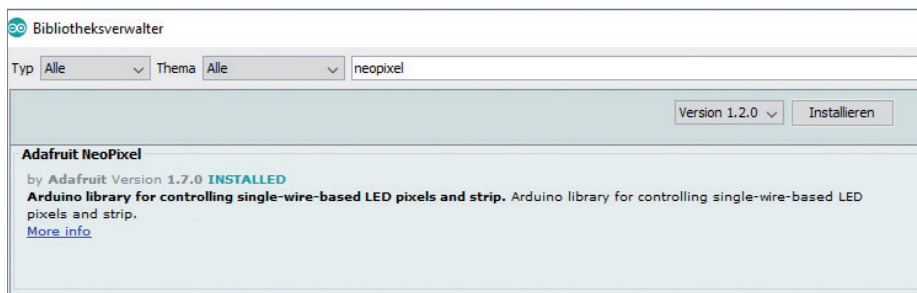 Bibliotheksverwalter
Typ Alle Thema Alle neopixel
Version 1.2.0 Installieren
Adafruit NeoPixel
by Adafruit Version 1.7.0 INSTALLED
Arduino library for controlling single-wire-based LED pixels and strip. Arduino library for controlling single-wire-based LED
pixels and strip.
More info